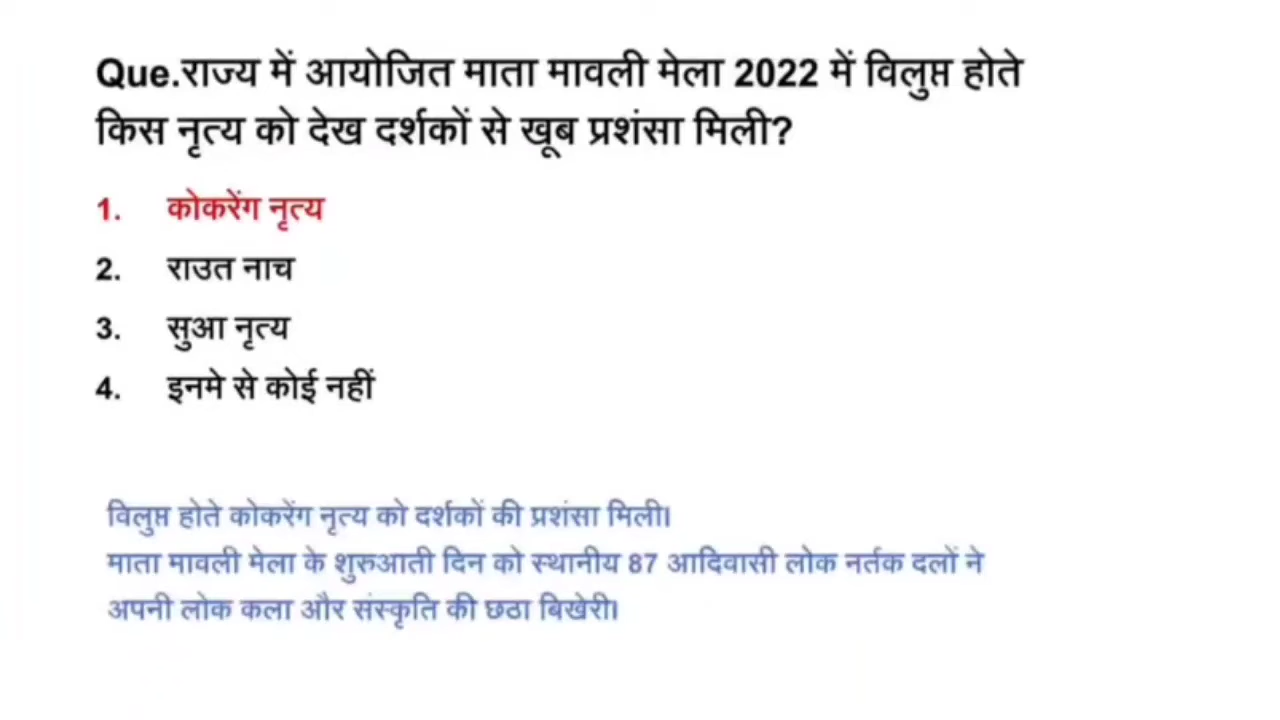 Que.राज्य में आयोजित माता मावली मेला 2022 में विलुप्त होते
किस नृत्य को देख दर्शकों से खूब प्रशंसा मिली?
1. कोकरेंग नृत्य
2. राउत नाच
3. सुआ नृत्य
4. इनमे से कोई नहीं
विलुप्त होते कोकरेंग नृत्य को दर्शकों की प्रशंसा मिली।
माता मावली मेला के शुरुआती दिन को स्थानीय 87 आदिवासी लोक नर्तक दलों ने
अपनी लोक कला और संस्कृति की छठा बिखेरी।